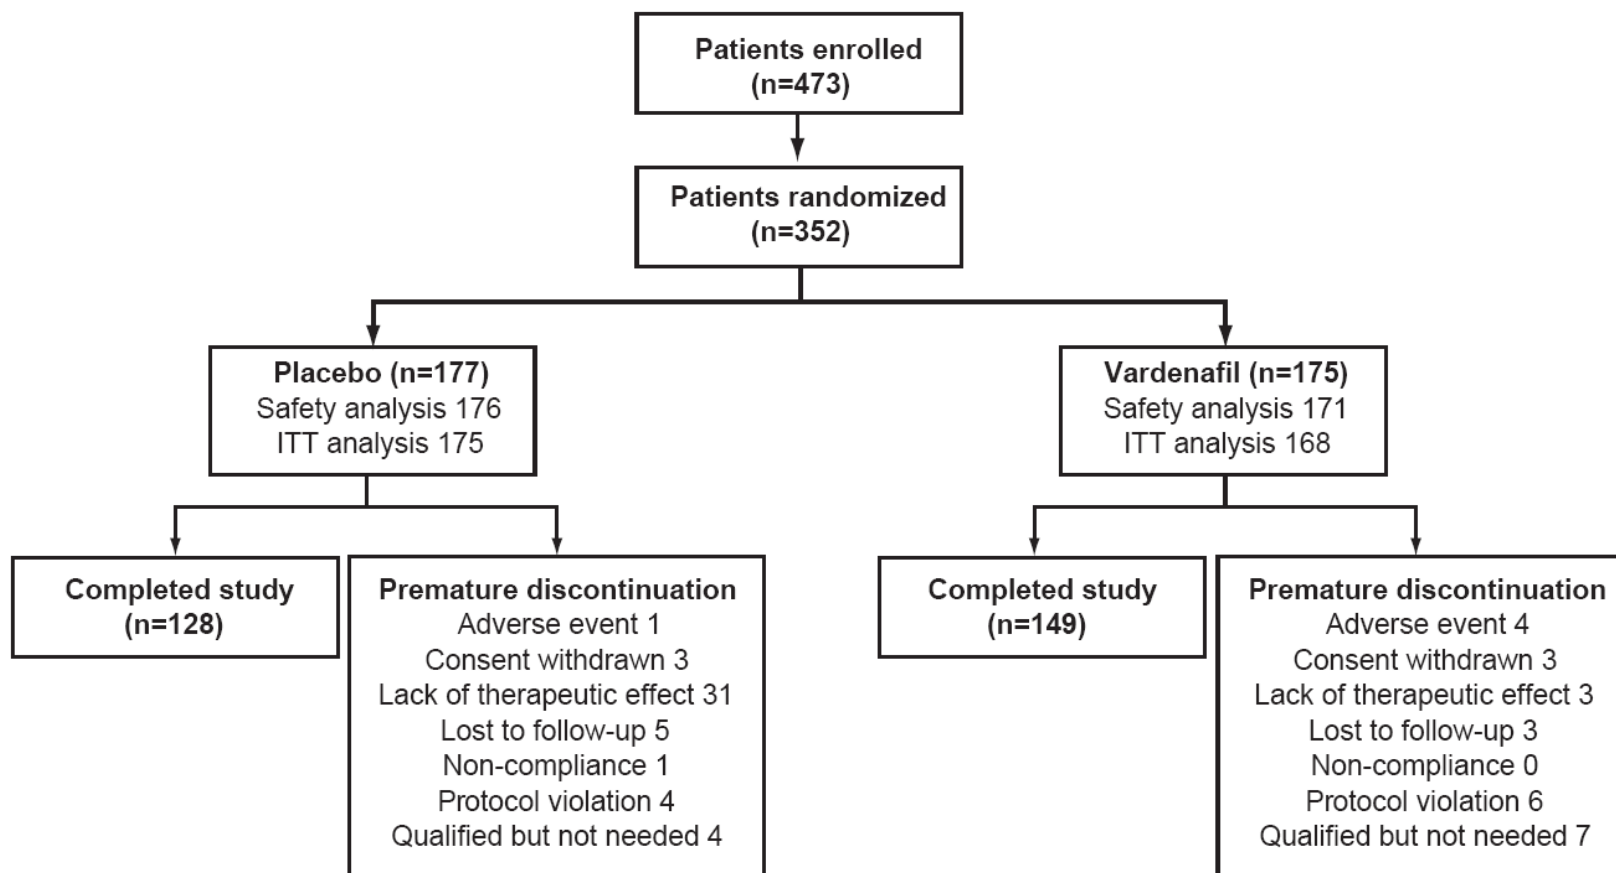 Patients enrolled
(n=473)
Patients randomized
(n=352)
Placebo (n=177)
Safety analysis 176
ITT analysis 175
Vardenafil (n=175)
Safety analysis 171
ITT analysis 168
Completed study
(n=128)
Premature discontinuation
Adverse event 1
Consent withdrawn 3
Lack of therapeutic effect 31
Lost to follow-up 5
Non-compliance 1
Protocol violation 4
Qualified but not needed 4
Completed study
(n=149)
Premature discontinuation
Adverse event 4
Consent withdrawn 3
Lack of therapeutic effect 3
Lost to follow-up 3
Non-compliance 0
Protocol violation 6
Qualified but not needed 7